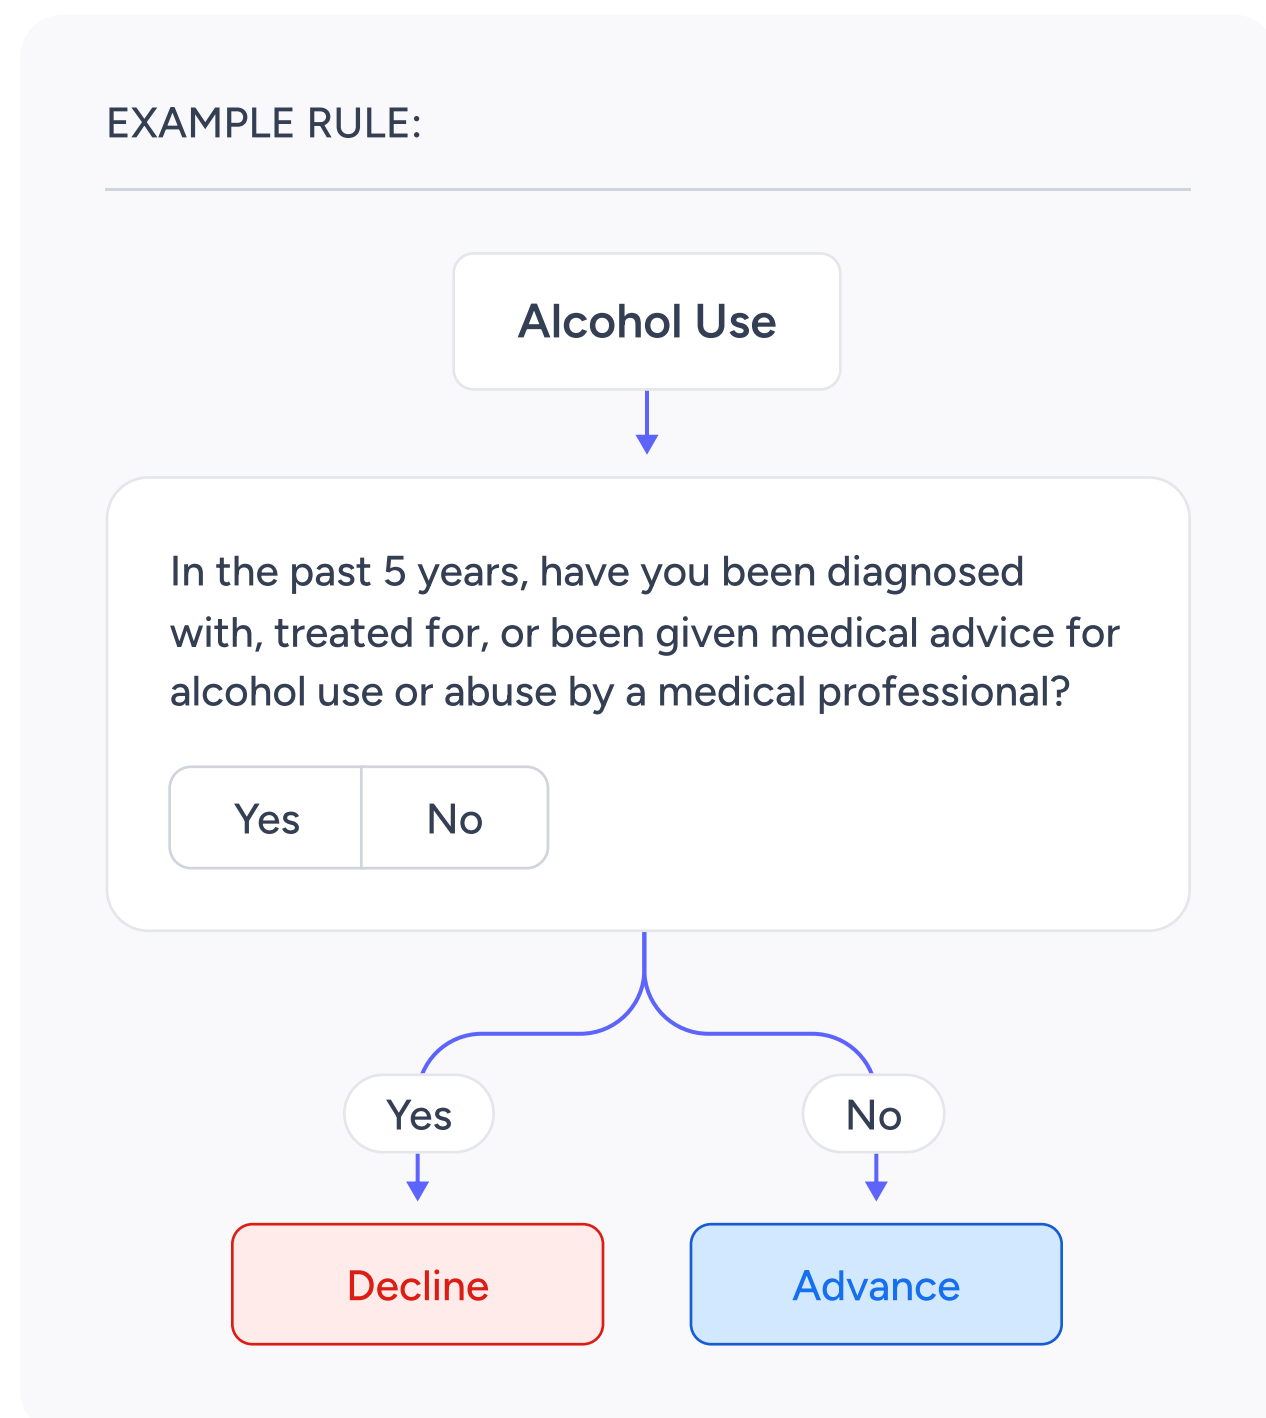 EXAMPLE RULE:
Alcohol Use
In the past 5 years, have you been diagnosed
with, treated for, or been given medical advice for
alcohol use or abuse by a medical professional?
Yes No
Yes No
Decline Advance